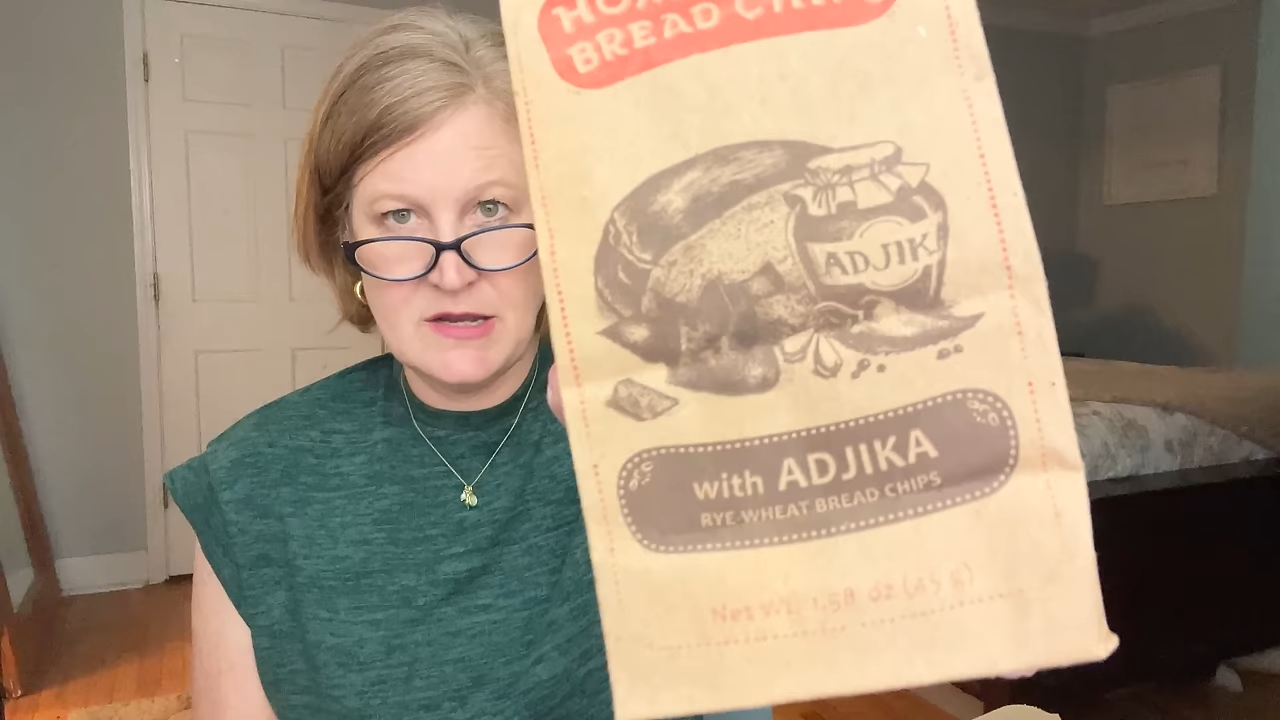 BREAD CHIPS
ADJIK
with ADJIKA
RYE-WHEAT BREAD CHIPS
Net Wt. 1.58 oz (45 g)